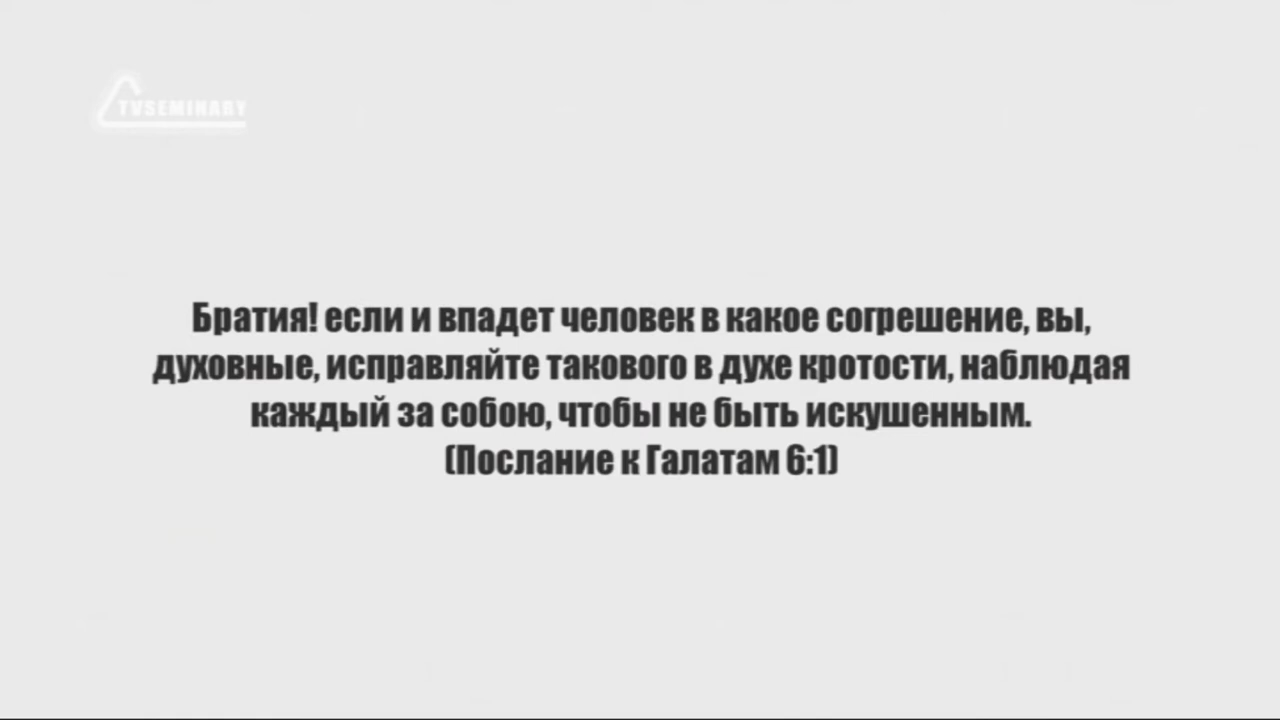 TVSEMINARY
Братия! если и впадет человек в какое согрешение, вы,
духовные, исправляйте такового в духе кротости, наблюдая
каждый за собою, чтобы не быть искушенным.
(Послание к Галатам 6:1)